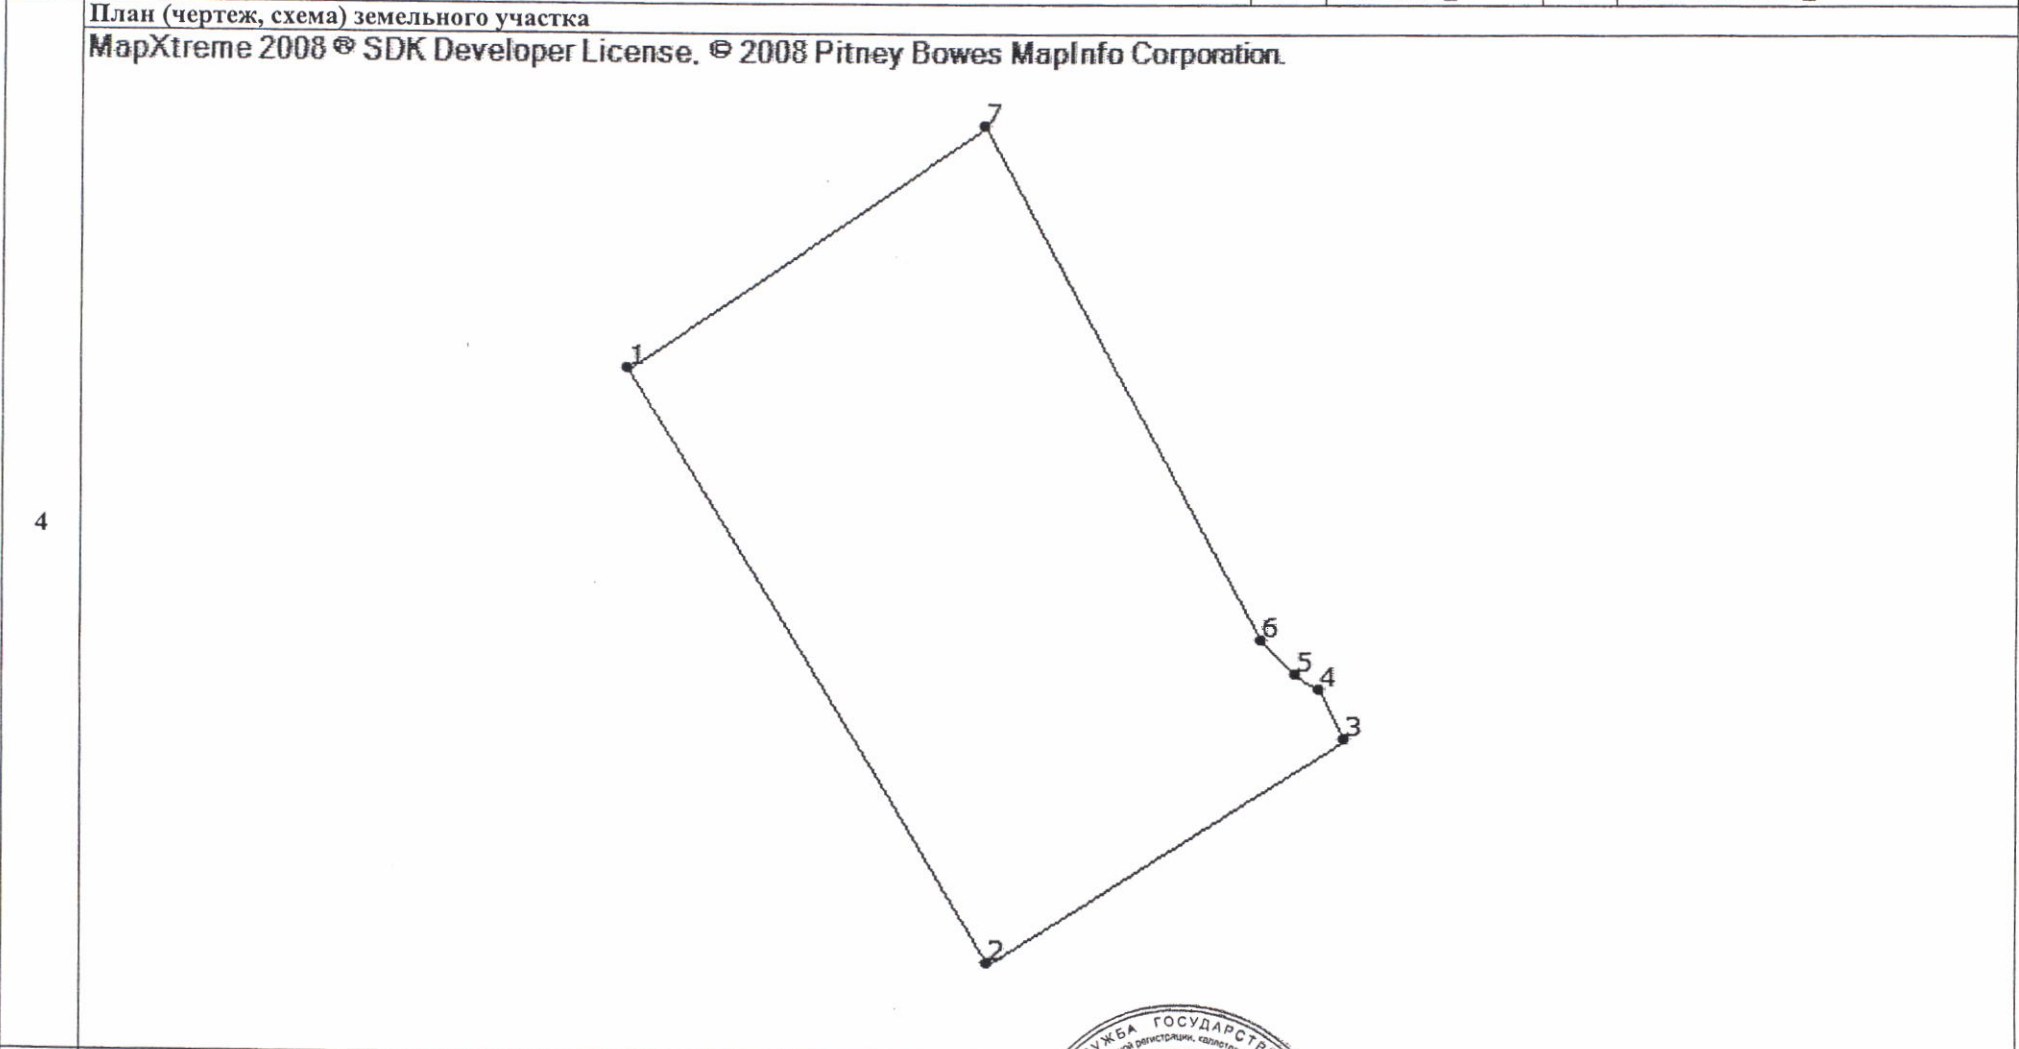 План (чертеж, схема) земельного участка
MapXtreme 2008 ® SDK Developer License. © 2008 Pitney Bowes MapInfo Corporation.
7
1
4
6
5
4
3
2
ГОСУДАРСТВ